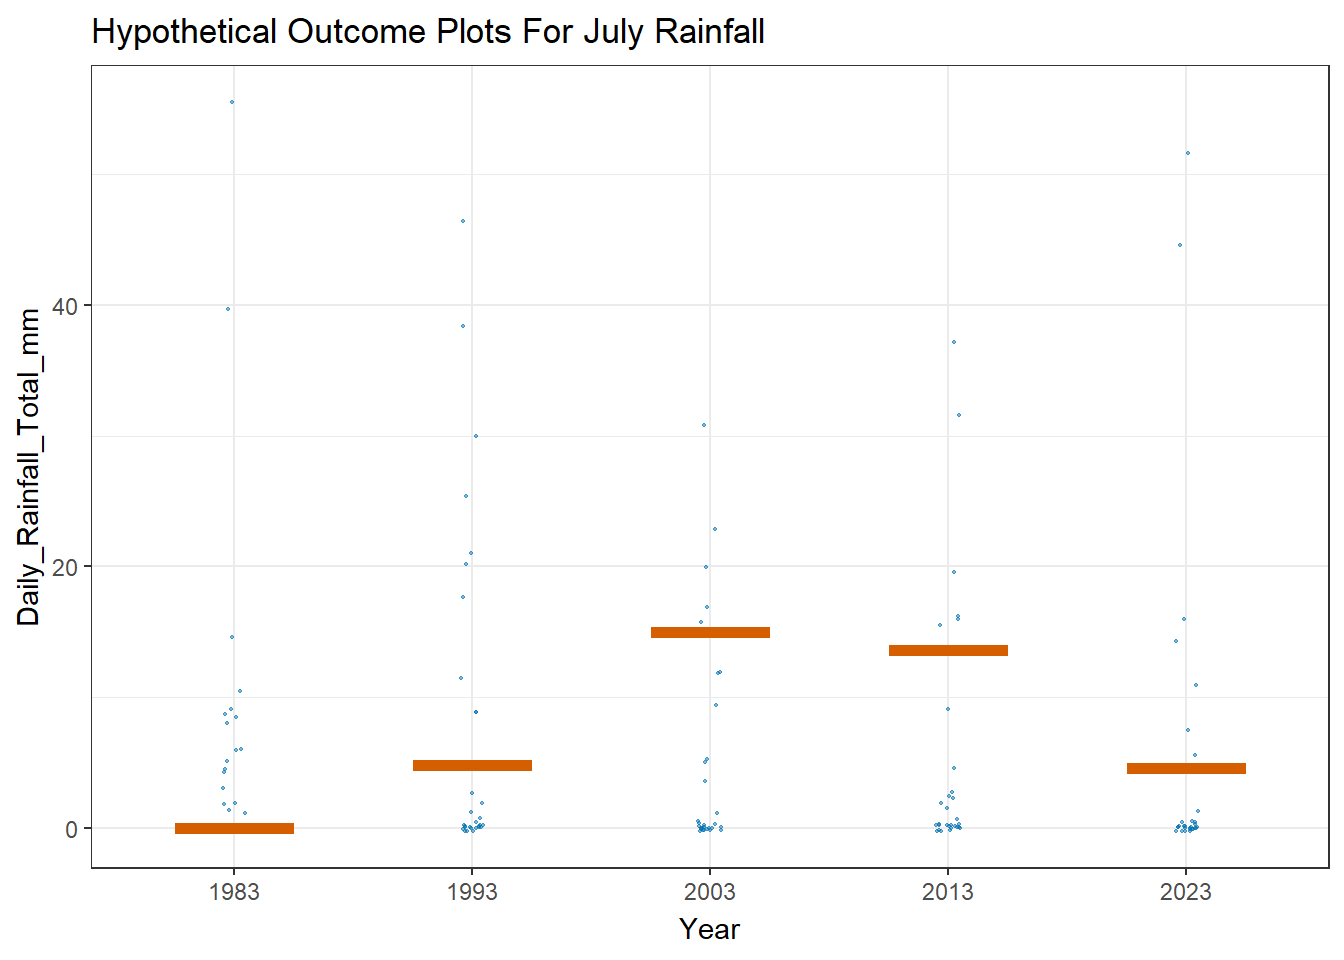 Hypothetical Outcome Plots For July Rainfall
Daily_Rainfall_Total_mm
40
20
0
1983 1993 2003 2013 2023
Year